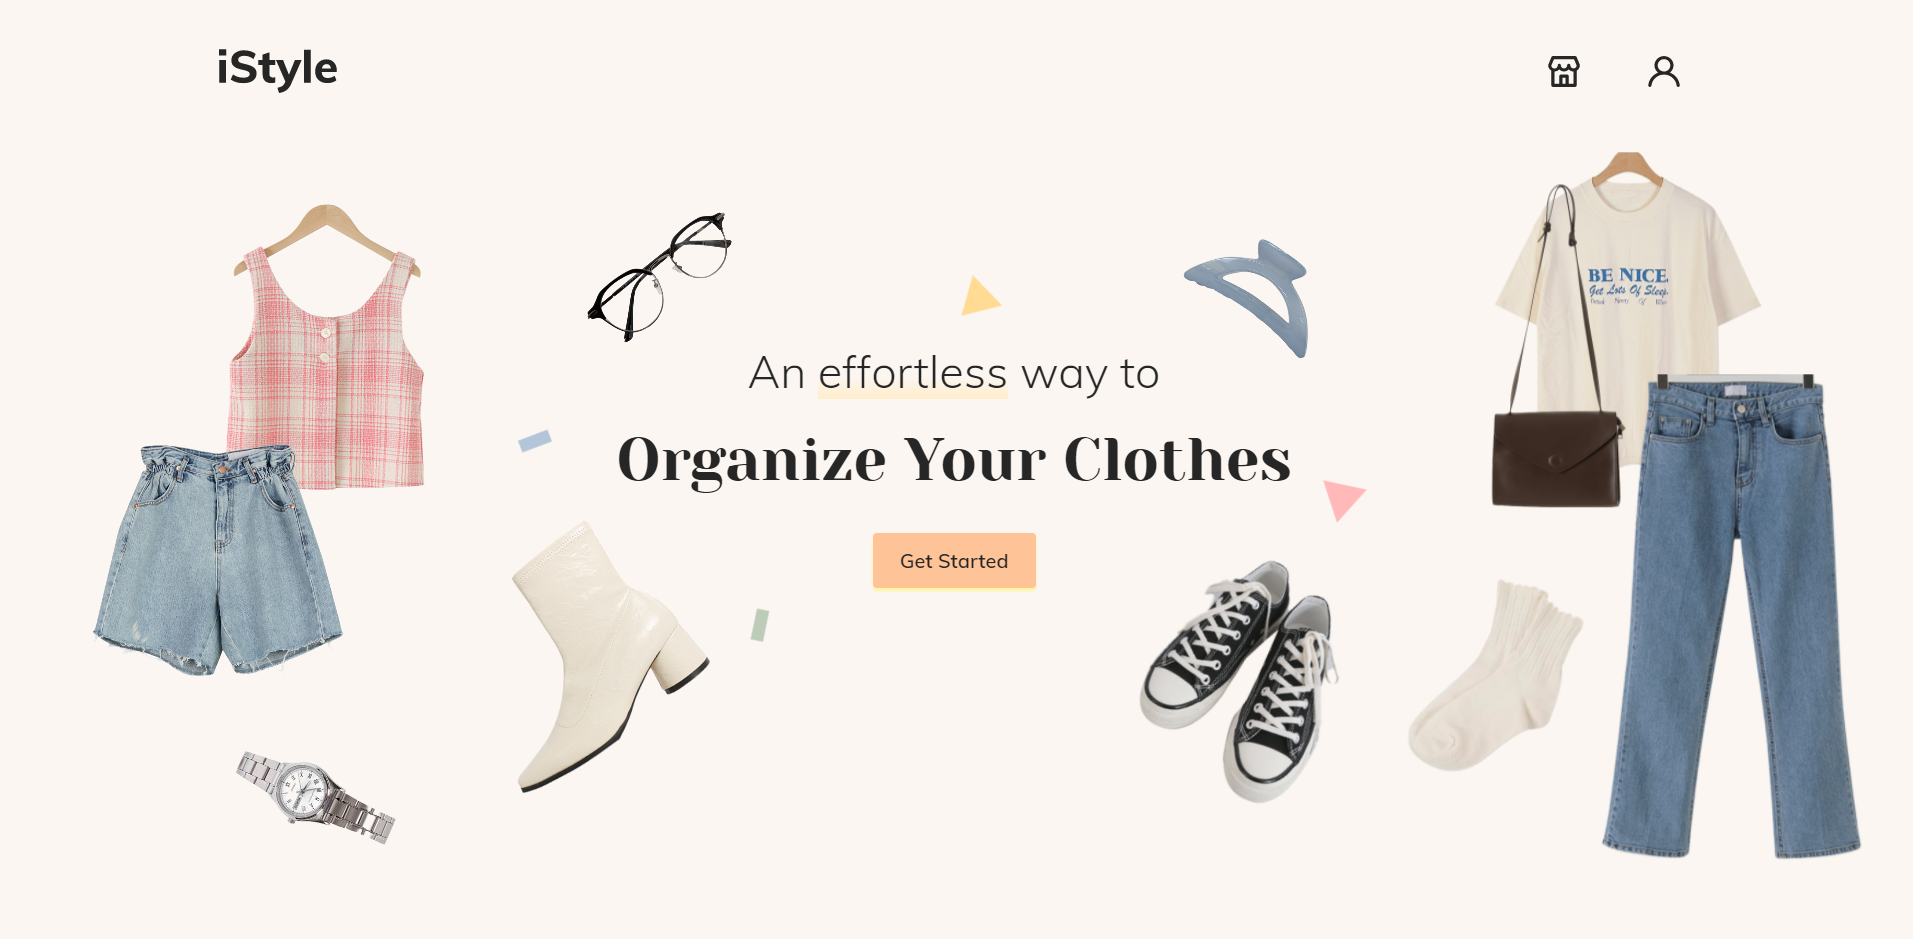 iStyle
BE NICE.
Get Lots Of Sleep.
An effortless way to
Organize Your Clothes
Get Started